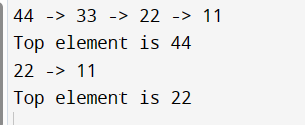 44 -> 33 -> 22 -> 11
Top element is 44
22 -> 11
Top element is 22